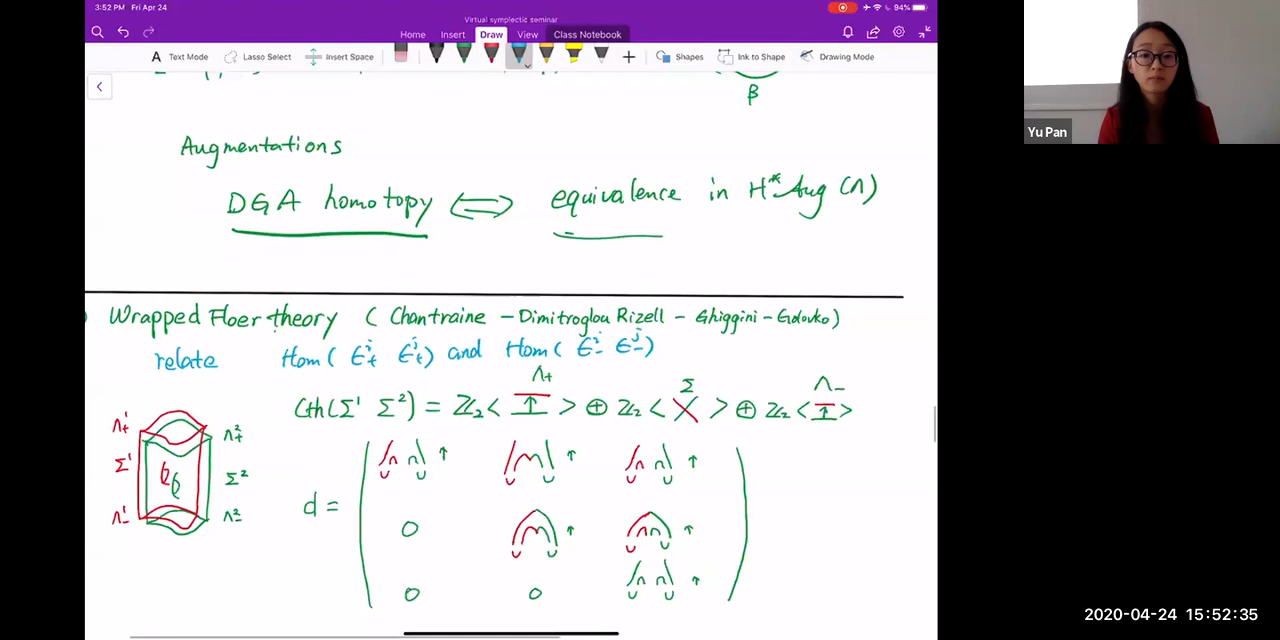 3:52 PM Fri Apr 24
94%
Virtual symplectic seminar
Home Insert Draw View Class Notebook
Text Mode Lasso Select Insert Space Shapes Ink to Shape Drawing Mode
Yu Pan
β
Augmentations
DGA homotopy ⟺ equivalence in H* Aug (Λ)
Wrapped Floer theory ( Chantraine - Dimitroglou Rizell - Ghiggini - Golovko)
relate Hom( ϵ₊ⁱ ϵ₊ʲ) and Hom( ϵ₋ⁱ ϵ₋ʲ)
Λ₊ Σ Λ₋
Cth(Σ¹ Σ²) = ℤ₂ < ↑ > ⊕ ℤ₂ < X > ⊕ ℤ₂ < ↑ >
Λ₊¹ Λ₊²
Σ¹ Σ²
Λ₋¹ Λ₋²
d =
0
0 0
2020-04-24 15:52:35